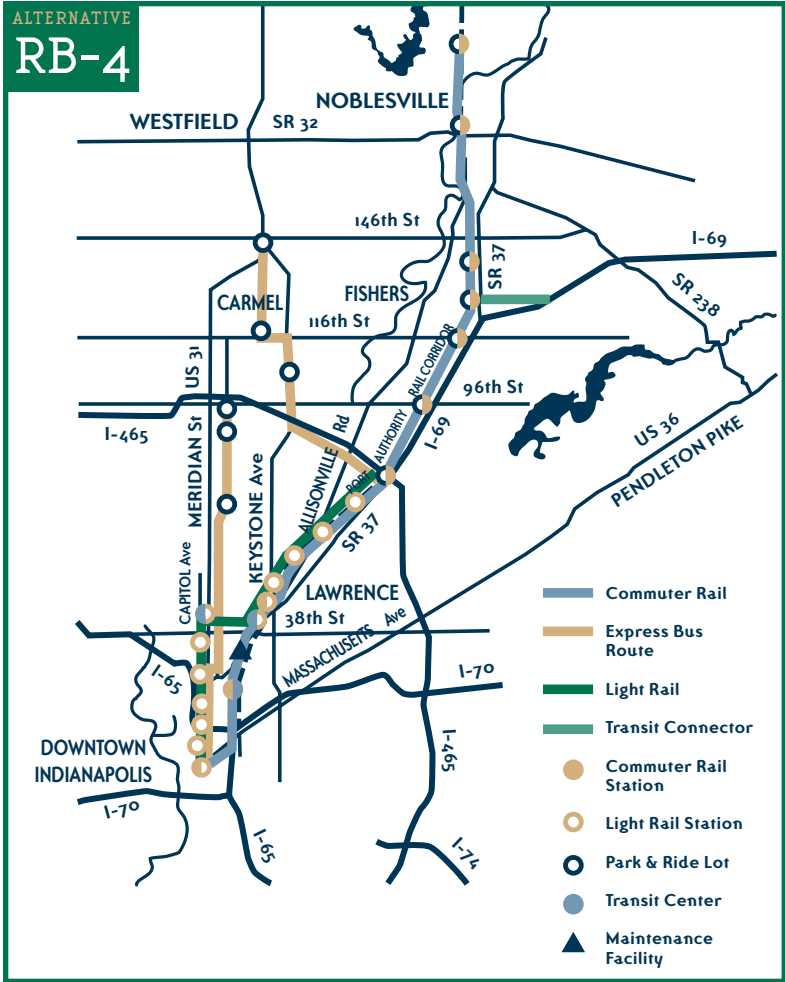 ALTERNATIVE
RB-4
NOBLESVILLE
WESTFIELD
SR 32
146th St
I-69
SR 37
SR 238
CARMEL
FISHERS
116th St
US 31
RAIL CORRIDOR
96th St
I-465
Rd
AUTHORITY
I-69
US 36
PENDLETON PIKE
MERIDIAN St
KEYSTONE Ave
ALLISONVILLE
PORT
SR 37
CAPITOL Ave
LAWRENCE
38th St
MASSACHUSETTS Ave
I-65
I-70
DOWNTOWN
INDIANAPOLIS
I-465
I-70
I-65
I-74
Commuter Rail
Express Bus
Route
Light Rail
Transit Connector
Commuter Rail
Station
Light Rail Station
Park & Ride Lot
Transit Center
Maintenance
Facility